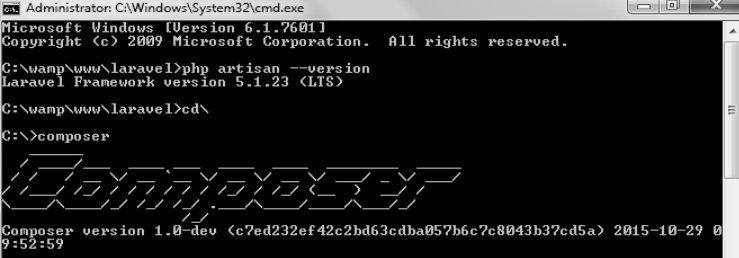 Administrator: C:\Windows\System32\cmd.exe
Microsoft Windows [Version 6.1.7601]
Copyright (c) 2009 Microsoft Corporation.  All rights reserved.
C:\wamp\www\laravel>php artisan --version
Laravel Framework version 5.1.23 (LTS)
C:\wamp\www\laravel>cd\
C:\>composer
Composer
Composer version 1.0-dev (c7ed232ef42c2bd63cdba057b6c7c8043b37cd5a) 2015-10-29 0
9:52:59